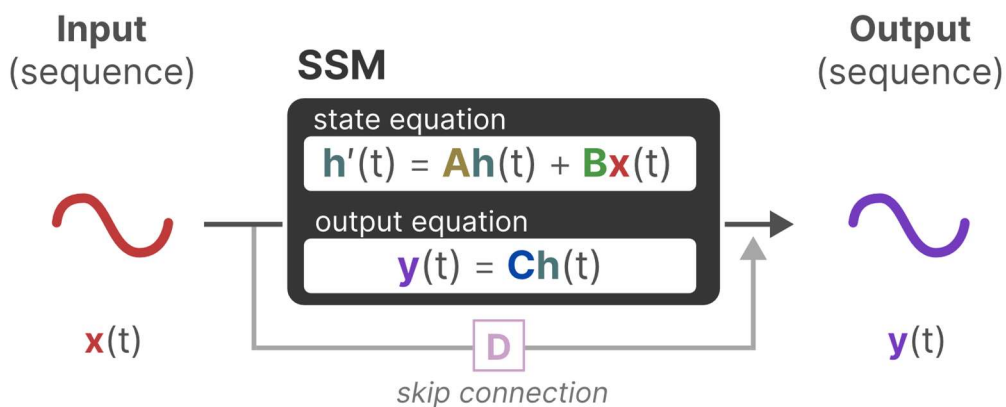 Input
(sequence)
SSM
Output
(sequence)
state equation
h′(t) = Ah(t) + Bx(t)
output equation
y(t) = Ch(t)
x(t)
D
y(t)
skip connection